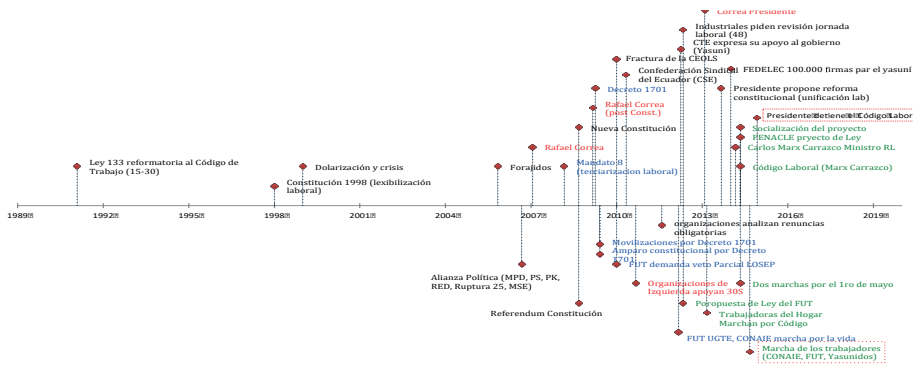 Correa Presidente
Industriales piden revisión jornada
laboral (48)
CTE expresa su apoyo al gobierno
(Yasuní)
Fractura de la CEOLS
FEDELEC 100.000 firmas par el yasuní
Confederación Sindical
del Ecuador (CSE)
Decreto 1701
Presidente propone reforma
constitucional (unificación lab)
Rafael Correa
(post Const.)
Presidente detiene el Código Labor
Nueva Constitución
Socialización del proyecto
PENACLE pryecto de Ley
Rafael Correa
Carlos Marx Carrazco Ministro RL
Ley 133 reformatoria al Código de
Trabajo (15-30)
Dolarización y crisis
Forajidos
Mandato 8
(terciarizacion laboral)
Código Laboral (Marx Carrazco)
Constitución 1998 (lexibilización
laboral)
1989 1992 1995 1998 2001 2004 2007 2010 2013 2016 2019
organizaciones analizan renuncias
obligatorias
Movilizaciones por Decreto 1701
Amparo constitucional por Decreto
1701
FUT demanda veto Parcial LOSEP
Alianza Política (MPD, PS, PK,
RED, Ruptura 25, MSE)
Organizaciones de
Izquierda apoyan 30S
Dos marchas por el 1ro de mayo
Referendum Constitución
Poropuesta de Ley del FUT
Trabajadoras del Hogar
Marchan por Código
FUT UGTE, CONAIE marcha por la vida
Marcha de los trabajadores
(CONAIE, FUT, Yasunidos)